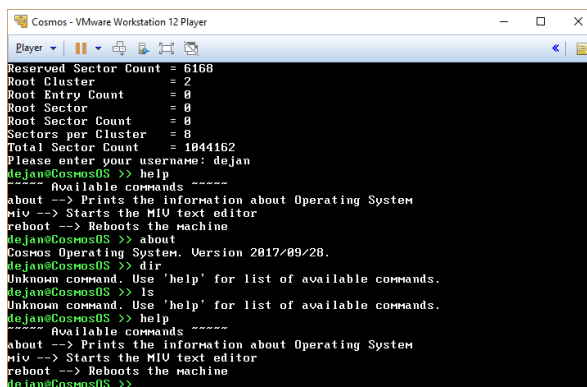 Cosmos - VMware Workstation 12 Player
Player
Reserved Sector Count = 6168
Root Cluster = 2
Root Entry Count = 0
Root Sector = 0
Root Sector Count = 0
Sectors per Cluster = 8
Total Sector Count = 1044162
Please enter your username: dejan
dejan@CosmosOS >> help
~~~~~ Available commands ~~~~~
about --> Prints the information about Operating System
miv --> Starts the MIV text editor
reboot --> Reboots the machine
dejan@CosmosOS >> about
Cosmos Operating System. Version 2017/09/28.
dejan@CosmosOS >> dir
Unknown command. Use 'help' for list of available commands.
dejan@CosmosOS >> ls
Unknown command. Use 'help' for list of available commands.
dejan@CosmosOS >> help
~~~~~ Available commands ~~~~~
about --> Prints the information about Operating System
miv --> Starts the MIV text editor
reboot --> Reboots the machine
dejan@CosmosOS >>